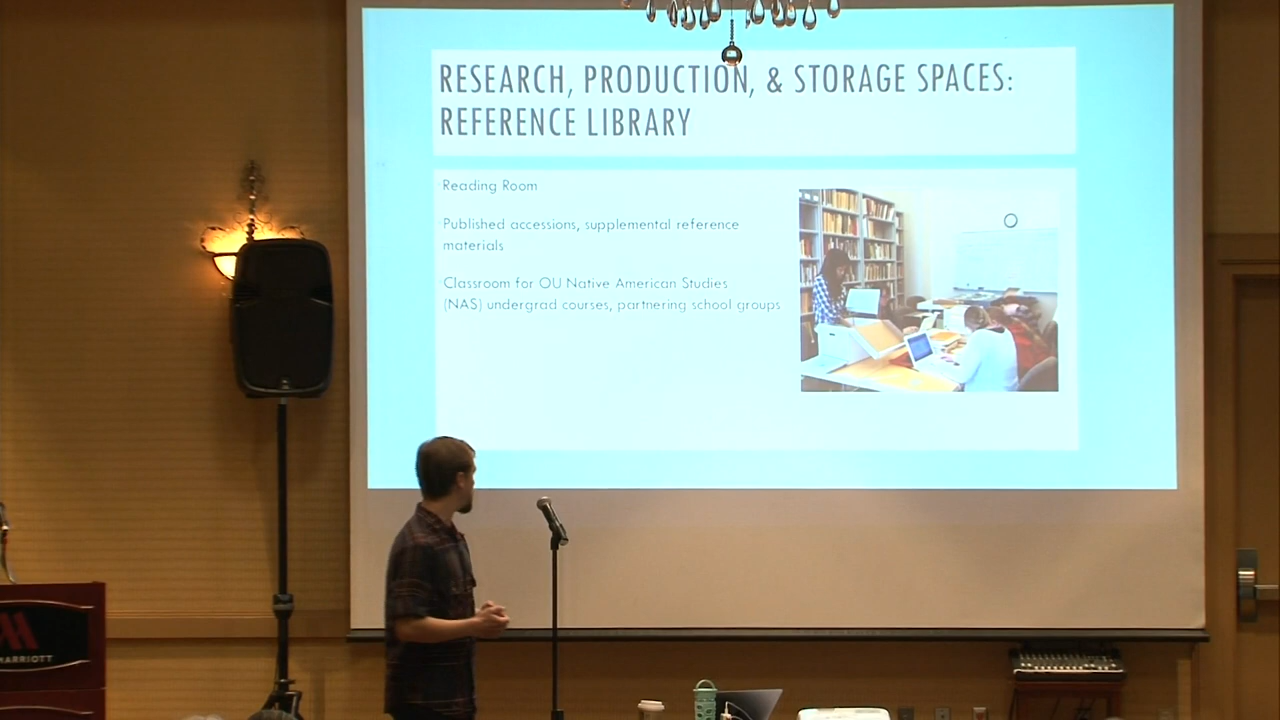 RESEARCH, PRODUCTION, & STORAGE SPACES:
REFERENCE LIBRARY
Reading Room
Published accessions, supplemental reference
materials
Classroom for OU Native American Studies
(NAS) undergrad courses, partnering school groups
MARRIOTT